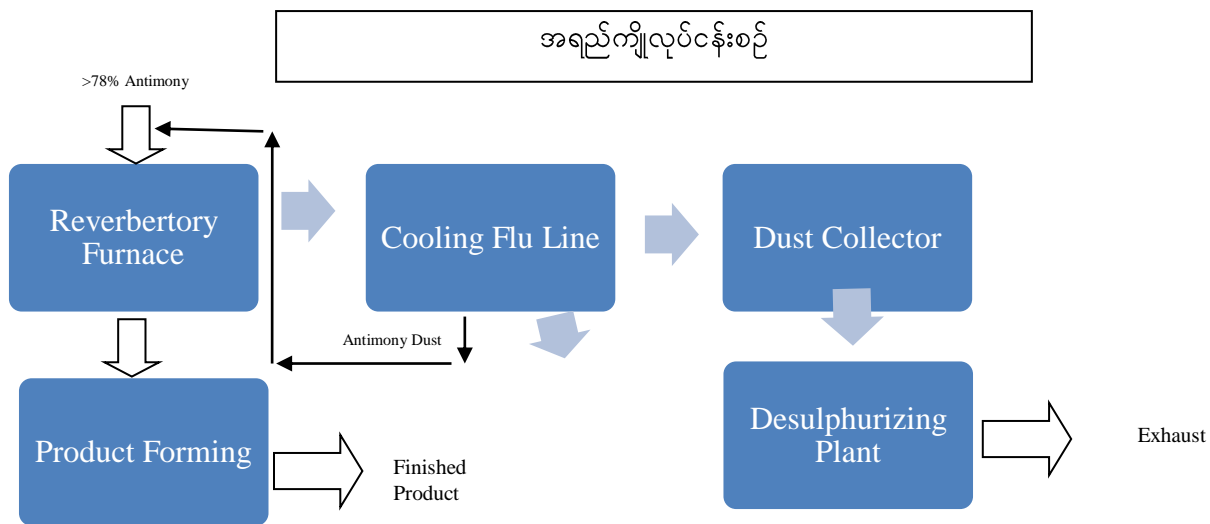 အရည်ကျိုလုပ်ငန်းစဉ်
>78% Antimony
Reverbertory
Furnace
Cooling Flu Line
Dust Collector
Antimony Dust
Product Forming
Finished
Product
Desulphurizing
Plant
Exhaust